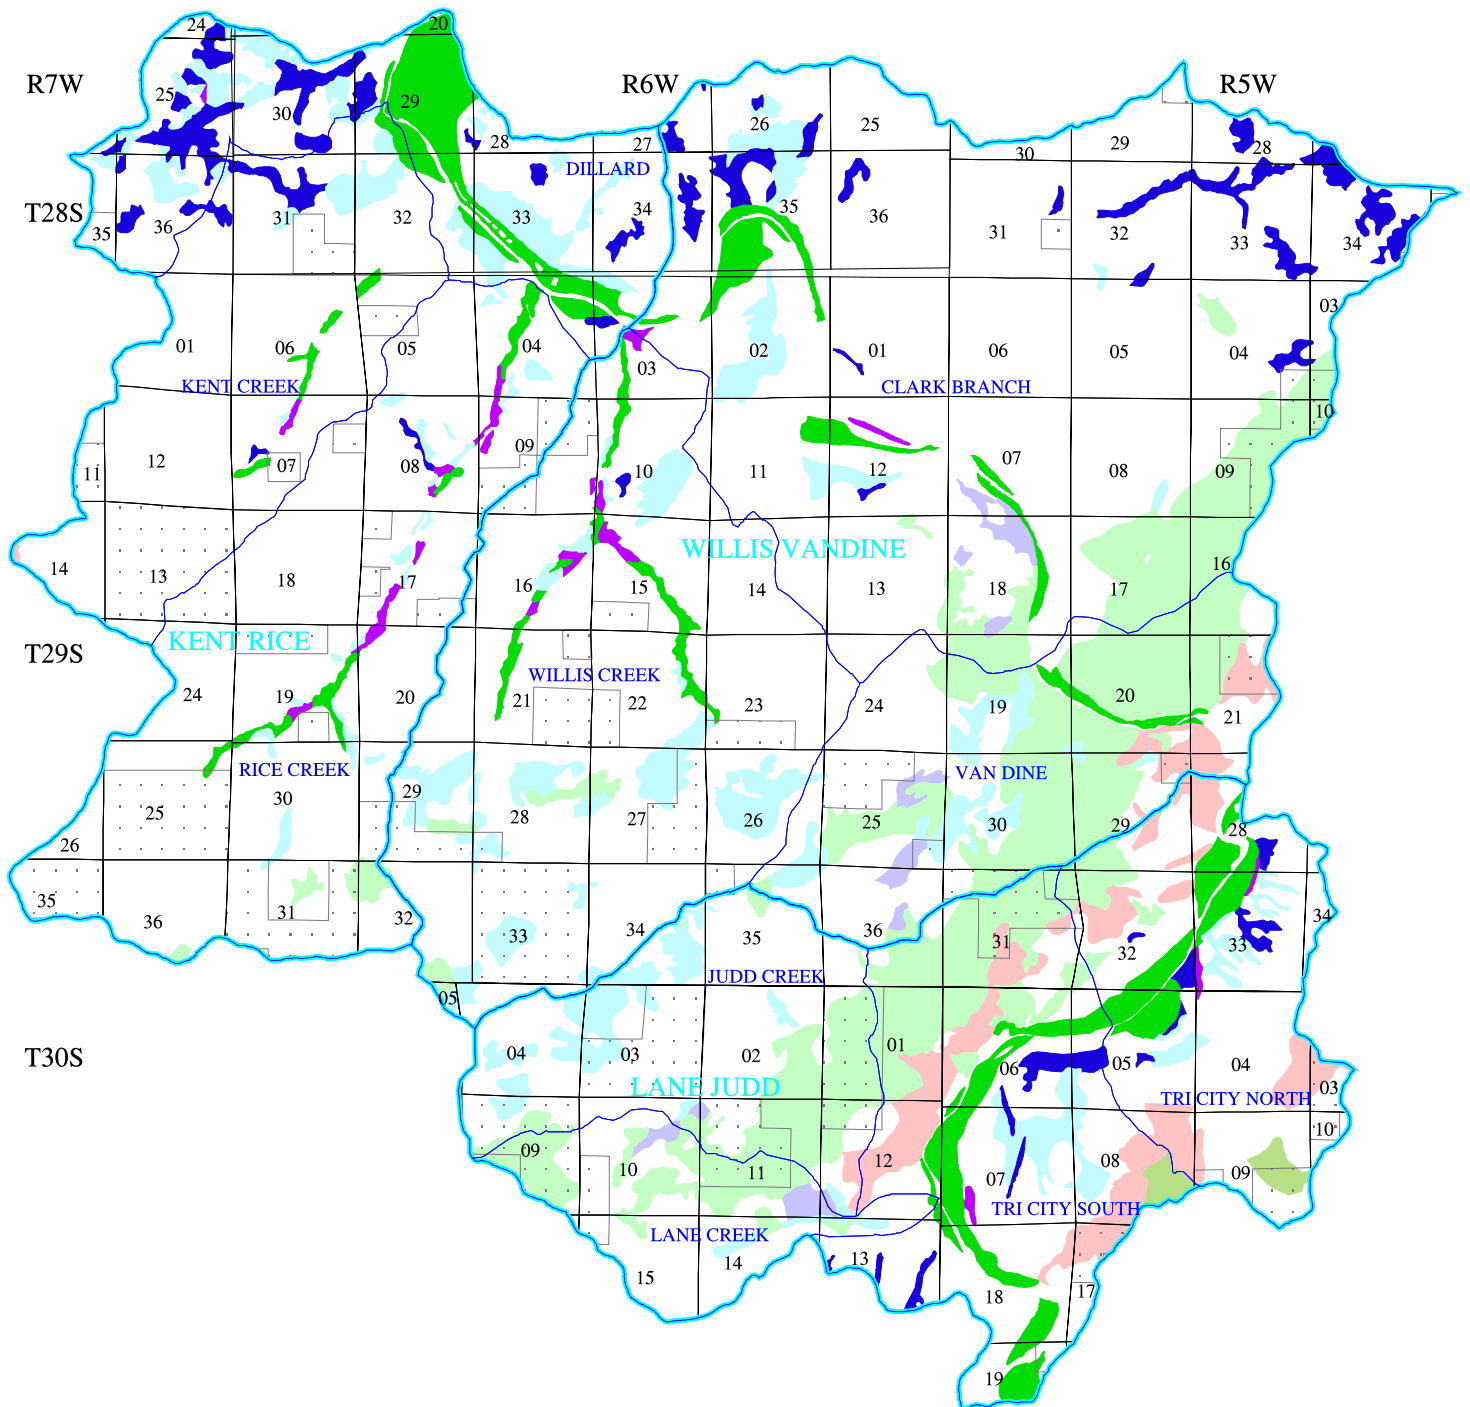 24 20
R7W R6W R5W
25 30 29 28 27 26 25 30 29 28
DILLARD
T28S
35 36 31 32 33 34 35 36 31 32 33 34
01 06 05 04 03 02 01 06 05 04 03
KENT CREEK CLARK BRANCH
11 12 07 08 09 10 11 12 07 08 09 10
WILLIS VANDINE
14 13 18 17 16 15 14 13 18 17 16
T29S KENT RICE
WILLIS CREEK
24 19 20 21 22 23 24 19 20 21
RICE CREEK VAN DINE
26 25 30 29 28 27 26 25 30 29 28
35 36 31 32 33 34 35 36 31 32 33 34
JUDD CREEK
05
T30S
04 03 02 01 06 05 04 03
LANE JUDD
TRI CITY NORTH
09 10 11 12 07 08 09 10
TRI CITY SOUTH
LANE CREEK
15 14 13 18 17
19